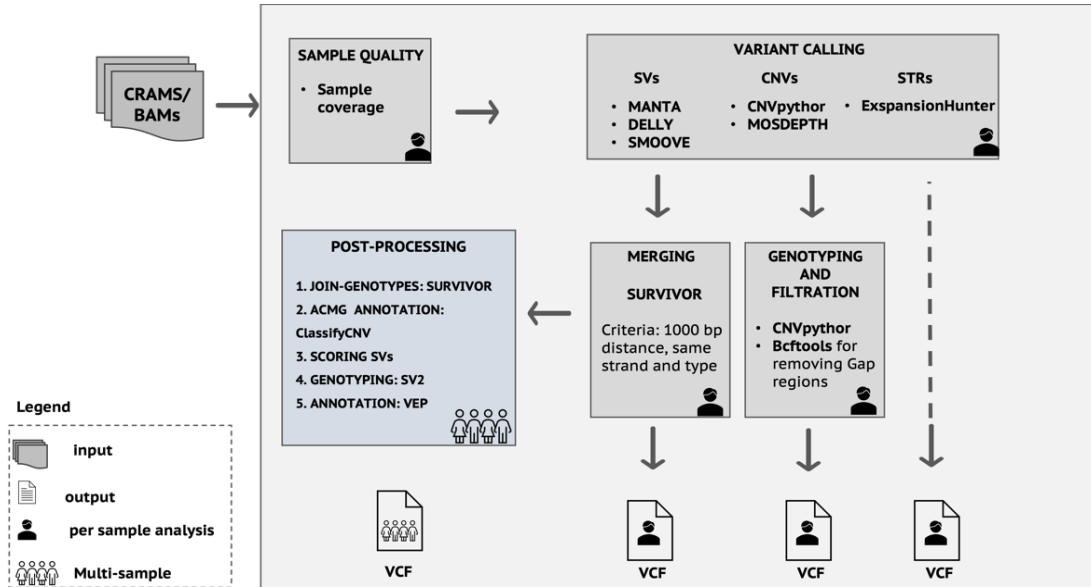 CRAMS/
BAMs
SAMPLE QUALITY
• Sample
coverage
VARIANT CALLING
SVs
• MANTA
• DELLY
• SMOOVE
CNVs
• CNVpythor
• MOSDEPTH
STRs
• ExspansionHunter
POST-PROCESSING
1. JOIN-GENOTYPES: SURVIVOR
2. ACMG ANNOTATION:
ClassifyCNV
3. SCORING SVs
4. GENOTYPING: SV2
5. ANNOTATION: VEP
MERGING
SURVIVOR
Criteria: 1000 bp
distance, same
strand and type
GENOTYPING
AND
FILTRATION
• CNVpythor
• Bcftools for
removing Gap
regions
Legend
input
output
per sample analysis
Multi-sample
VCF
VCF
VCF
VCF